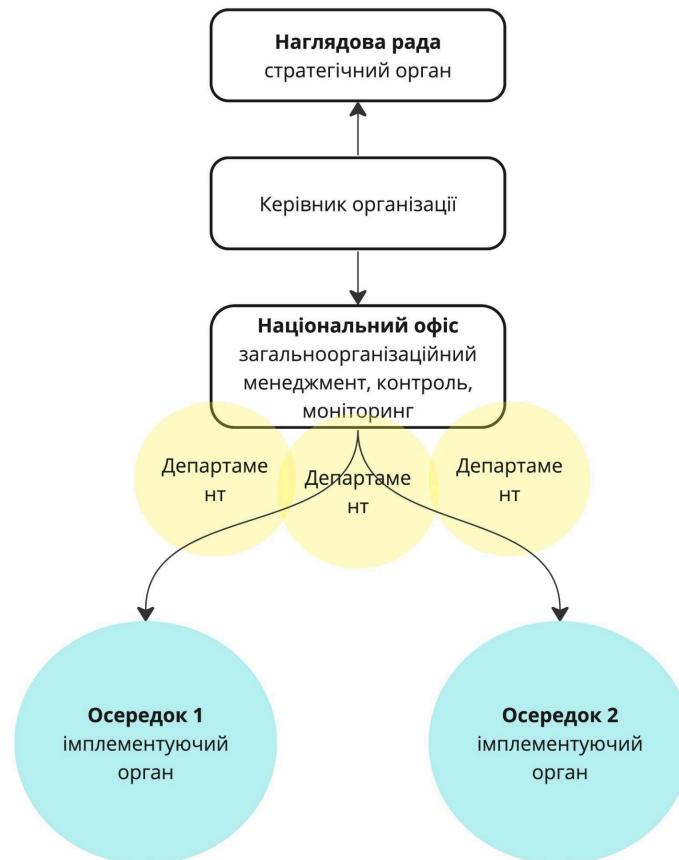 Наглядова рада
стратегічний орган
Керівник організації
Національний офіс
загальноорганізаційний
менеджмент, контроль,
моніторинг
Департаме
нт
Департаме
нт
Департаме
нт
Осередок 1
імплементуючий
орган
Осередок 2
імплементуючий
орган